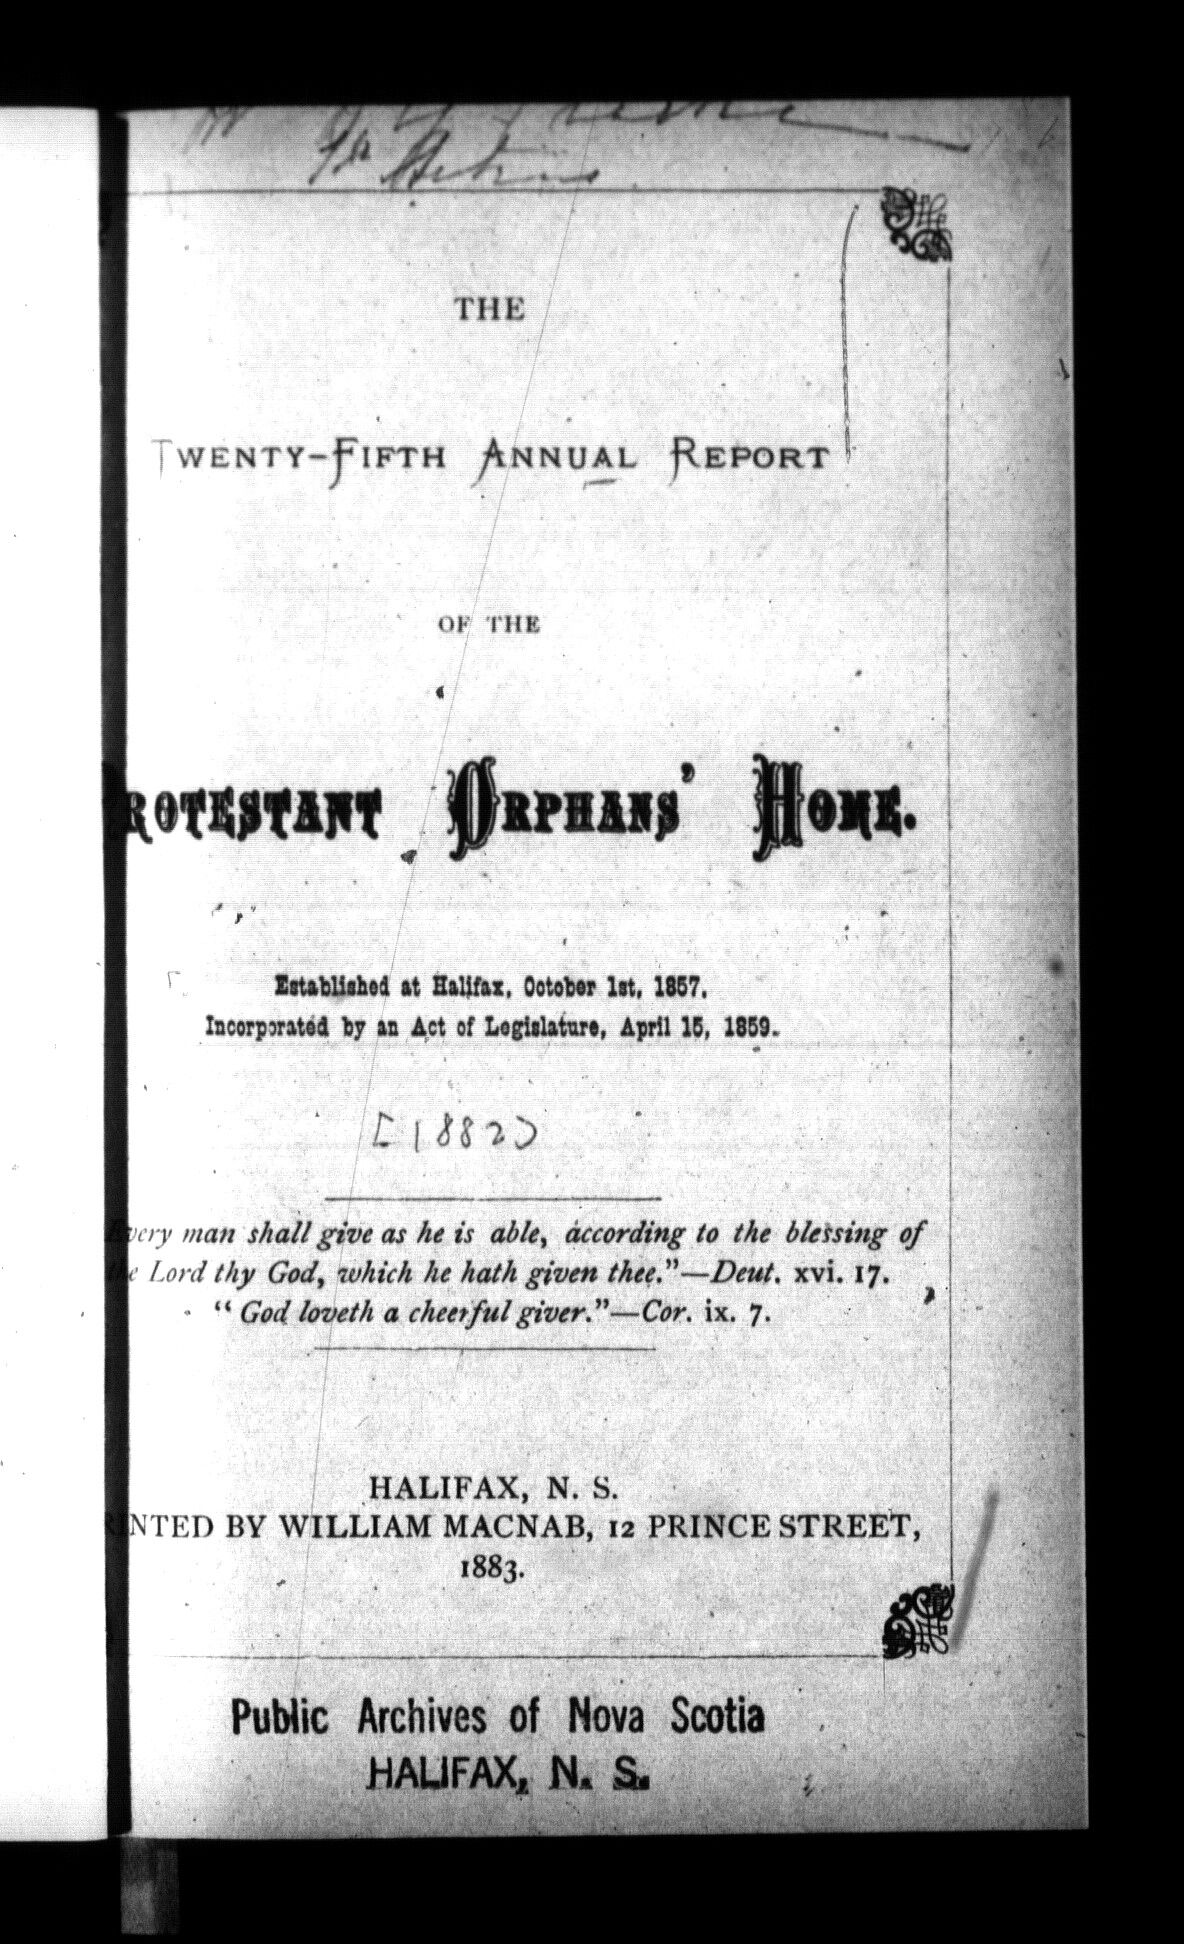 THE
TWENTY-FIFTH ANNUAL REPORT
OF THE
ROTESTANT ORPHANS' HOME.
Established at Halifax, October 1st, 1857.
Incorporated by an Act of Legislature, April 15, 1859.
[1882]
Every man shall give as he is able, according to the blessing of
the Lord thy God, which he hath given thee."—Deut. xvi. 17.
"God loveth a cheerful giver."—Cor. ix. 7.
HALIFAX, N. S.
RINTED BY WILLIAM MACNAB, 12 PRINCE STREET,
1883.
Public Archives of Nova Scotia
HALIFAX, N. S.